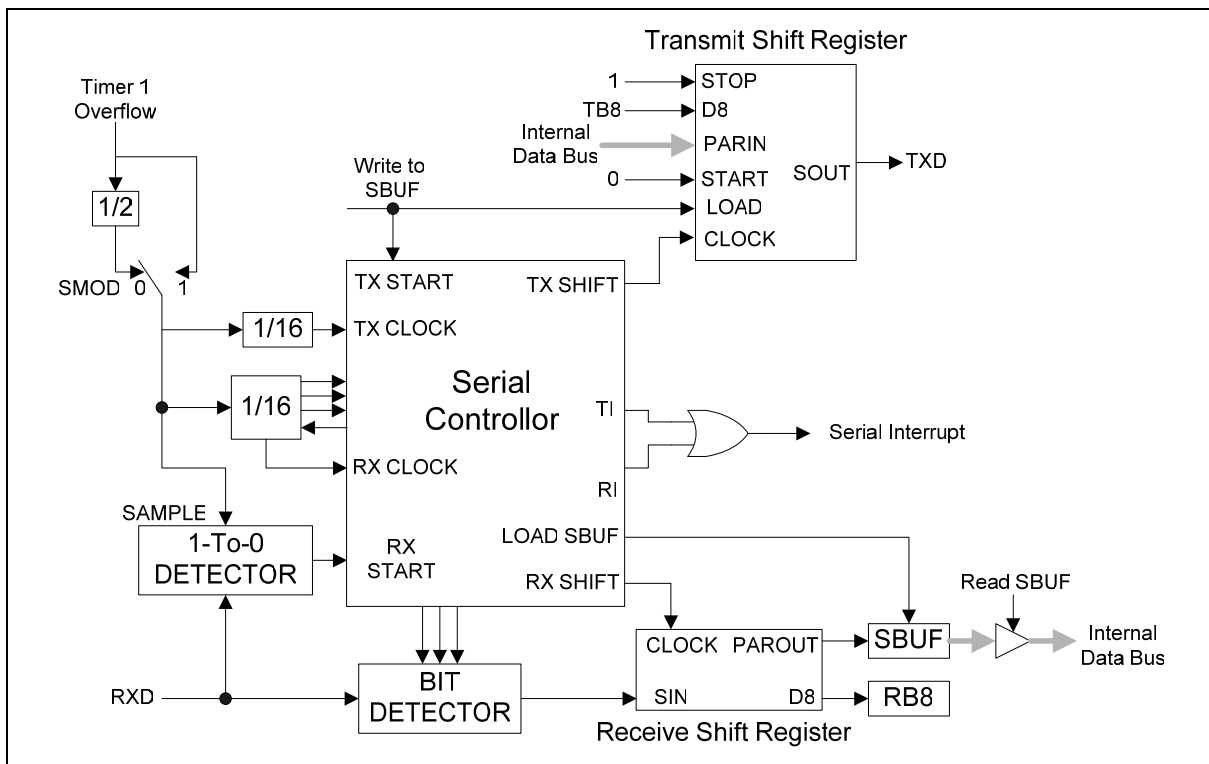 Transmit Shift Register
Timer 1
Overflow
1
STOP
TB8
D8
Internal
Data Bus
PARIN
SOUT
TXD
0
START
LOAD
CLOCK
Write to
SBUF
1/2
SMOD 0 1
TX START
TX SHIFT
1/16
TX CLOCK
1/16
Serial
Controllor
TI
Serial Interrupt
RX CLOCK
RI
SAMPLE
1-To-0
DETECTOR
RX
START
LOAD SBUF
RX SHIFT
Read SBUF
CLOCK PAROUT
SBUF
Internal
Data Bus
RXD
BIT
DETECTOR
SIN
D8
RB8
Receive Shift Register